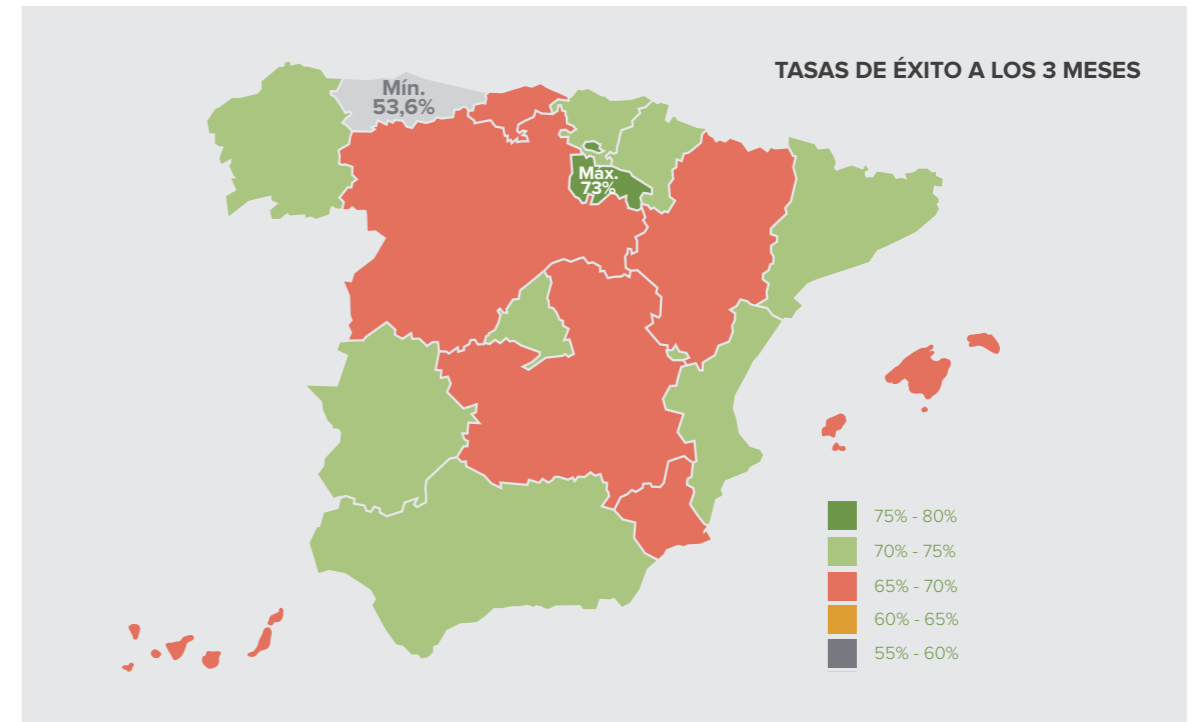 TASAS DE ÉXITO A LOS 3 MESES
Mín.
53,6%
Máx.
73%
75% - 80%
70% - 75%
65% - 70%
60% - 65%
55% - 60%